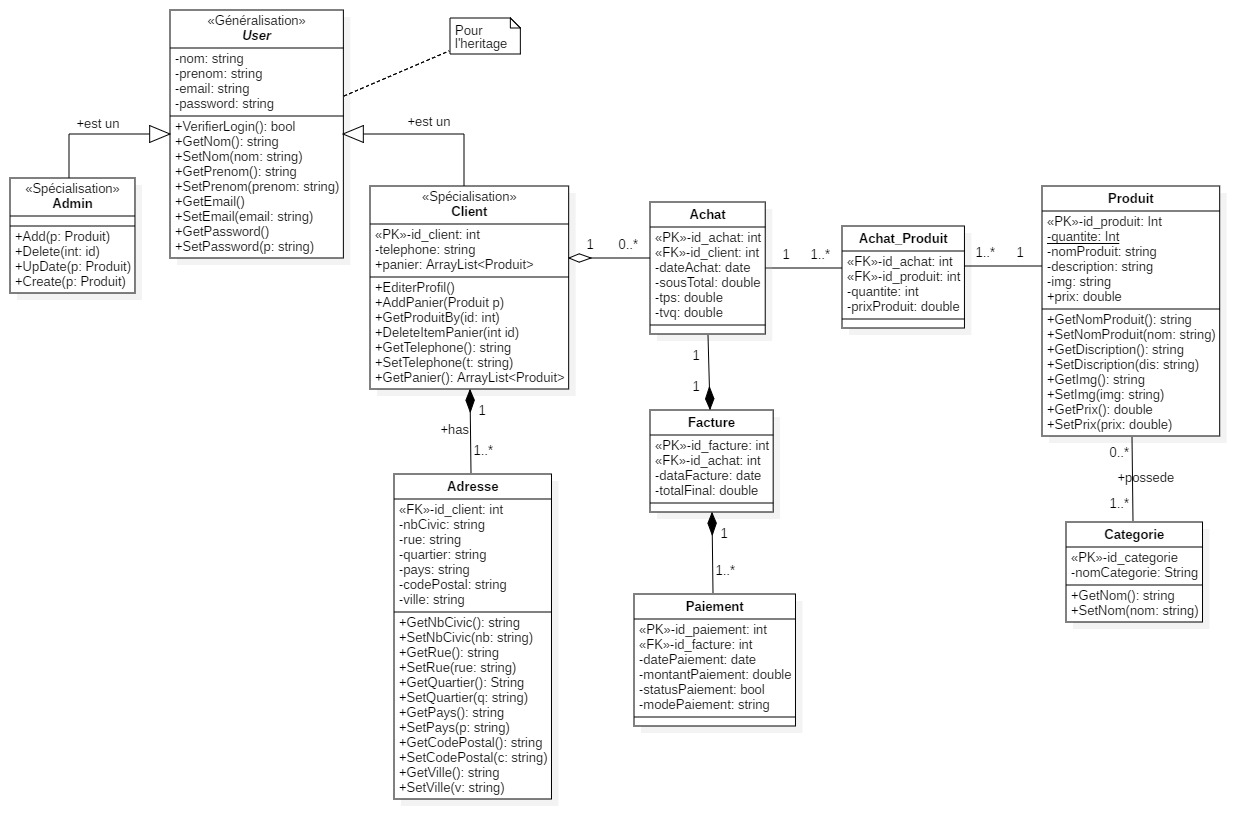 «Généralisation»
User
-nom: string
-prenom: string
-email: string
-password: string
+VerifierLogin(): bool
+GetNom(): string
+SetNom(nom: string)
+GetPrenom(): string
+SetPrenom(prenom: string)
+GetEmail()
+SetEmail(email: string)
+GetPassword()
+SetPassword(p: string)
Pour
l'heritage
+est un
+est un
«Spécialisation»
Admin
+Add(p: Produit)
+Delete(int: id)
+UpDate(p: Produit)
+Create(p: Produit)
«Spécialisation»
Client
«PK»-id_client: int
-telephone: string
+panier: ArrayList<Produit>
+EditerProfil()
+AddPanier(Produit p)
+GetProduitBy(id: int)
+DeleteItemPanier(int id)
+GetTelephone(): string
+SetTelephone(t: string)
+GetPanier(): ArrayList<Produit>
1
0..*
Achat
«PK»-id_achat: int
«FK»-id_client: int
-dateAchat: date
-sousTotal: double
-tps: double
-tvq: double
1
1..*
Achat_Produit
«FK»-id_achat: int
«FK»-id_produit: int
-quantite: int
-prixProduit: double
1..*
1
Produit
«PK»-id_produit: Int
-quantite: Int
-nomProduit: string
-description: string
-img: string
+prix: double
+GetNomProduit(): string
+SetNomProduit(nom: string)
+GetDiscription(): string
+SetDiscription(dis: string)
+GetImg(): string
+SetImg(img: string)
+GetPrix(): double
+SetPrix(prix: double)
1
+has
1..*
Adresse
«FK»-id_client: int
-nbCivic: string
-rue: string
-quartier: string
-pays: string
-codePostal: string
-ville: string
+GetNbCivic(): string
+SetNbCivic(nb: string)
+GetRue(): string
+SetRue(rue: string)
+GetQuartier(): String
+SetQuartier(q: string)
+GetPays(): string
+SetPays(p: string)
+GetCodePostal(): string
+SetCodePostal(c: string)
+GetVille(): string
+SetVille(v: string)
1
1
Facture
«PK»-id_facture: int
«FK»-id_achat: int
-dataFacture: date
-totalFinal: double
1
1..*
Paiement
«PK»-id_paiement: int
«FK»-id_facture: int
-datePaiement: date
-montantPaiement: double
-statusPaiement: bool
-modePaiement: string
0..*
+possede
1..*
Categorie
«PK»-id_categorie
-nomCategorie: String
+GetNom(): string
+SetNom(nom: string)